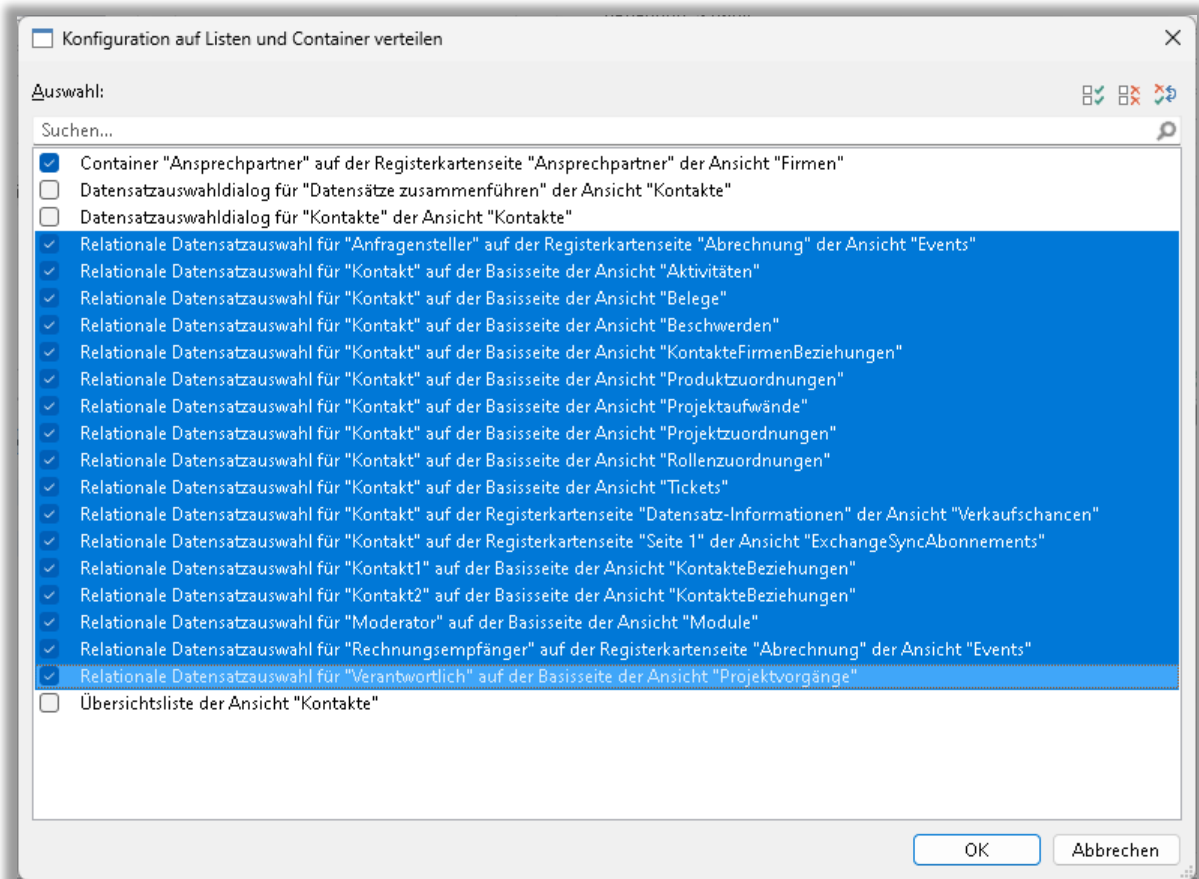 Konfiguration auf Listen und Container verteilen
Auswahl:
Suchen...
Container "Ansprechpartner" auf der Registerkartenseite "Ansprechpartner" der Ansicht "Firmen"
Datensatzauswahldialog für "Datensätze zusammenführen" der Ansicht "Kontakte"
Datensatzauswahldialog für "Kontakte" der Ansicht "Kontakte"
Relationale Datensatzauswahl für "Anfragensteller" auf der Registerkartenseite "Abrechnung" der Ansicht "Events"
Relationale Datensatzauswahl für "Kontakt" auf der Basisseite der Ansicht "Aktivitäten"
Relationale Datensatzauswahl für "Kontakt" auf der Basisseite der Ansicht "Belege"
Relationale Datensatzauswahl für "Kontakt" auf der Basisseite der Ansicht "Beschwerden"
Relationale Datensatzauswahl für "Kontakt" auf der Basisseite der Ansicht "KontakteFirmenBeziehungen"
Relationale Datensatzauswahl für "Kontakt" auf der Basisseite der Ansicht "Produktzuordnungen"
Relationale Datensatzauswahl für "Kontakt" auf der Basisseite der Ansicht "Projektaufwände"
Relationale Datensatzauswahl für "Kontakt" auf der Basisseite der Ansicht "Projektzuordnungen"
Relationale Datensatzauswahl für "Kontakt" auf der Basisseite der Ansicht "Rollenzuordnungen"
Relationale Datensatzauswahl für "Kontakt" auf der Basisseite der Ansicht "Tickets"
Relationale Datensatzauswahl für "Kontakt" auf der Registerkartenseite "Datensatz-Informationen" der Ansicht "Verkaufschancen"
Relationale Datensatzauswahl für "Kontakt" auf der Registerkartenseite "Seite 1" der Ansicht "ExchangeSyncAbonnements"
Relationale Datensatzauswahl für "Kontakt1" auf der Basisseite der Ansicht "KontakteBeziehungen"
Relationale Datensatzauswahl für "Kontakt2" auf der Basisseite der Ansicht "KontakteBeziehungen"
Relationale Datensatzauswahl für "Moderator" auf der Basisseite der Ansicht "Module"
Relationale Datensatzauswahl für "Rechnungsempfänger" auf der Registerkartenseite "Abrechnung" der Ansicht "Events"
Relationale Datensatzauswahl für "Verantwortlich" auf der Basisseite der Ansicht "Projektvorgänge"
Übersichtsliste der Ansicht "Kontakte"
OK Abbrechen